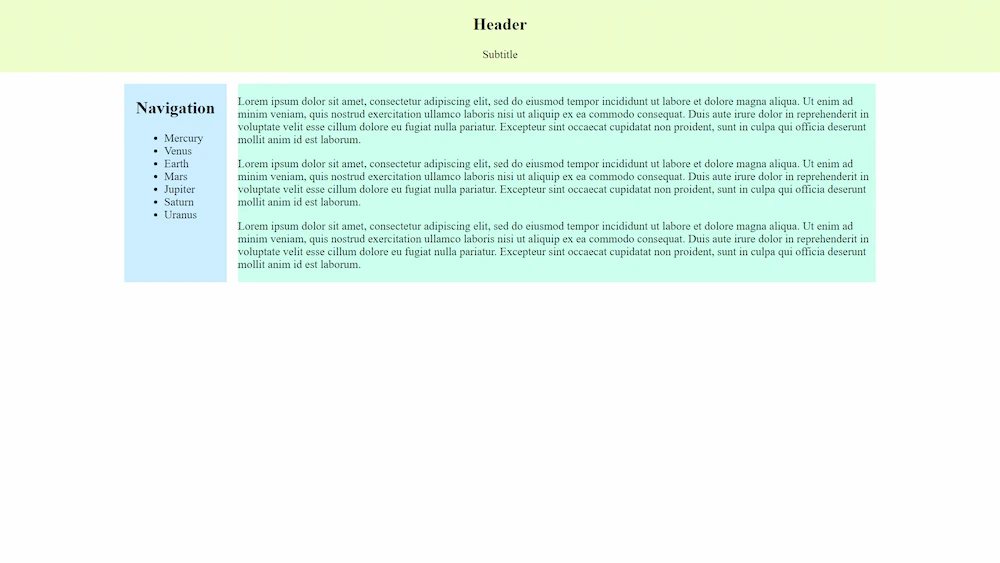 Header
Subtitle
Navigation
Mercury
Venus
Earth
Mars
Jupiter
Saturn
Uranus
Lorem ipsum dolor sit amet, consectetur adipiscing elit, sed do eiusmod tempor incididunt ut labore et dolore magna aliqua. Ut enim ad
minim veniam, quis nostrud exercitation ullamco laboris nisi ut aliquip ex ea commodo consequat. Duis aute irure dolor in reprehenderit in
voluptate velit esse cillum dolore eu fugiat nulla pariatur. Excepteur sint occaecat cupidatat non proident, sunt in culpa qui officia deserunt
mollit anim id est laborum.
Lorem ipsum dolor sit amet, consectetur adipiscing elit, sed do eiusmod tempor incididunt ut labore et dolore magna aliqua. Ut enim ad
minim veniam, quis nostrud exercitation ullamco laboris nisi ut aliquip ex ea commodo consequat. Duis aute irure dolor in reprehenderit in
voluptate velit esse cillum dolore eu fugiat nulla pariatur. Excepteur sint occaecat cupidatat non proident, sunt in culpa qui officia deserunt
mollit anim id est laborum.
Lorem ipsum dolor sit amet, consectetur adipiscing elit, sed do eiusmod tempor incididunt ut labore et dolore magna aliqua. Ut enim ad
minim veniam, quis nostrud exercitation ullamco laboris nisi ut aliquip ex ea commodo consequat. Duis aute irure dolor in reprehenderit in
voluptate velit esse cillum dolore eu fugiat nulla pariatur. Excepteur sint occaecat cupidatat non proident, sunt in culpa qui officia deserunt
mollit anim id est laborum.